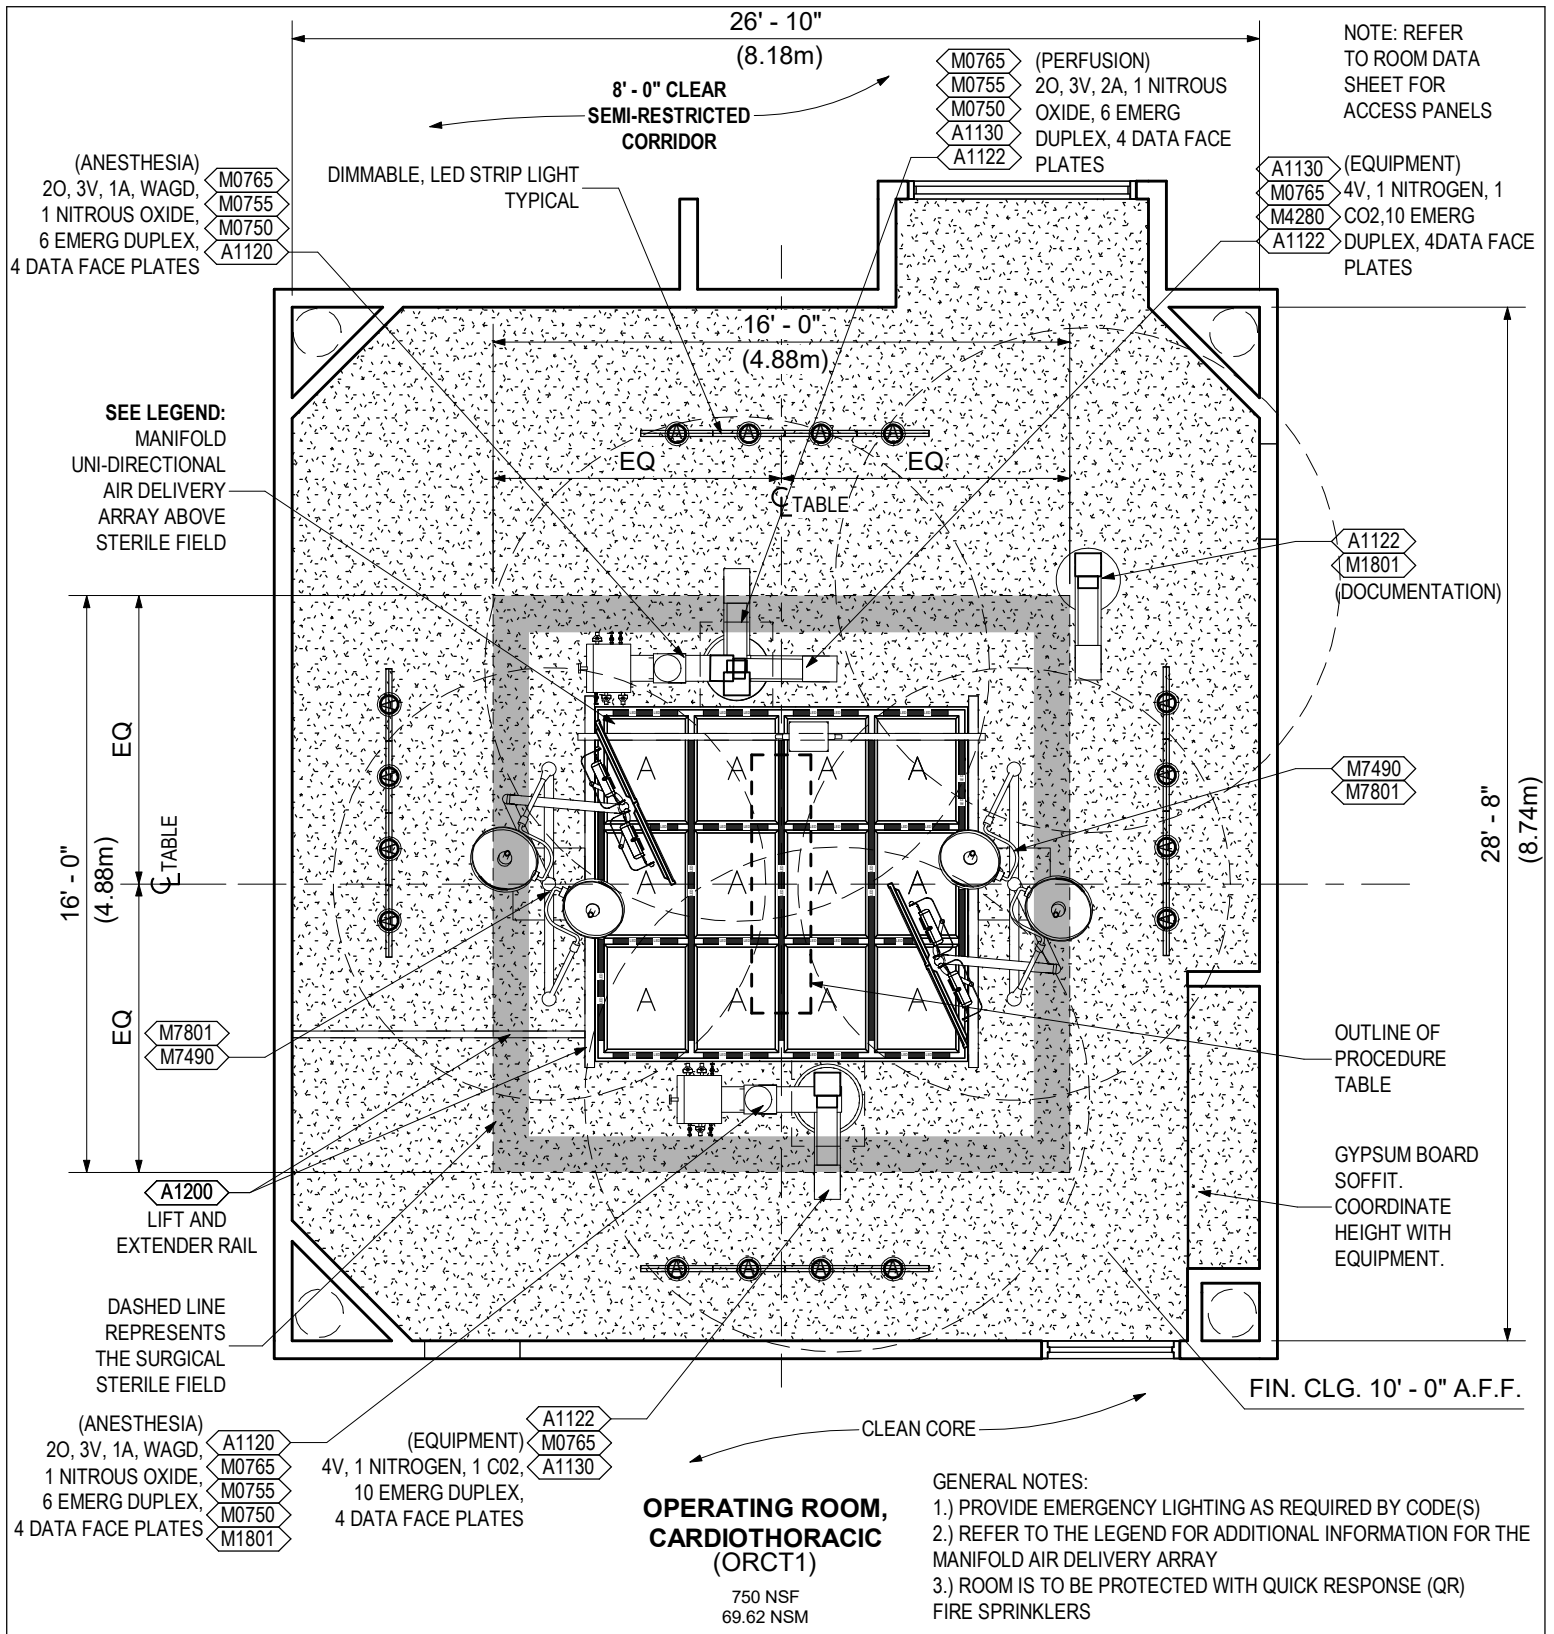 26' - 10"
(8.18m)
8' - 0" CLEAR
SEMI-RESTRICTED
CORRIDOR
M0765
M0755
M0750
A1130
A1122
(PERFUSION)
2O, 3V, 2A, 1 NITROUS
OXIDE, 6 EMERG
DUPLEX, 4 DATA FACE
PLATES
NOTE: REFER
TO ROOM DATA
SHEET FOR
ACCESS PANELS
(ANESTHESIA)
2O, 3V, 1A, WAGD,
1 NITROUS OXIDE,
6 EMERG DUPLEX,
4 DATA FACE PLATES
M0765
M0755
M0750
A1120
DIMMABLE, LED STRIP LIGHT
TYPICAL
A1130
M0765
M4280
A1122
(EQUIPMENT)
4V, 1 NITROGEN, 1
CO2,10 EMERG
DUPLEX, 4DATA FACE
PLATES
16' - 0"
(4.88m)
SEE LEGEND:
MANIFOLD
UNI-DIRECTIONAL
AIR DELIVERY
ARRAY ABOVE
STERILE FIELD
A A A A
EQ
EQ
CL TABLE
A1122
M1801
(DOCUMENTATION)
EQ
A A A A
A A A A
A A A A
A A A A
A A A A
M7490
M7801
28' - 8"
(8.74m)
16' - 0"
(4.88m)
CL TABLE
EQ
M7801
M7490
OUTLINE OF
PROCEDURE
TABLE
A1200
LIFT AND
EXTENDER RAIL
GYPSUM BOARD
SOFFIT.
COORDINATE
HEIGHT WITH
EQUIPMENT.
A A A A
DASHED LINE
REPRESENTS
THE SURGICAL
STERILE FIELD
FIN. CLG. 10' - 0" A.F.F.
(ANESTHESIA)
2O, 3V, 1A, WAGD,
1 NITROUS OXIDE,
6 EMERG DUPLEX,
4 DATA FACE PLATES
A1120
M0765
M0755
M0750
M1801
(EQUIPMENT)
4V, 1 NITROGEN, 1 C02,
10 EMERG DUPLEX,
4 DATA FACE PLATES
A1122
M0765
A1130
CLEAN CORE
OPERATING ROOM,
CARDIOTHORACIC
(ORCT1)
750 NSF
69.62 NSM
GENERAL NOTES:
1.) PROVIDE EMERGENCY LIGHTING AS REQUIRED BY CODE(S)
2.) REFER TO THE LEGEND FOR ADDITIONAL INFORMATION FOR THE
MANIFOLD AIR DELIVERY ARRAY
3.) ROOM IS TO BE PROTECTED WITH QUICK RESPONSE (QR)
FIRE SPRINKLERS